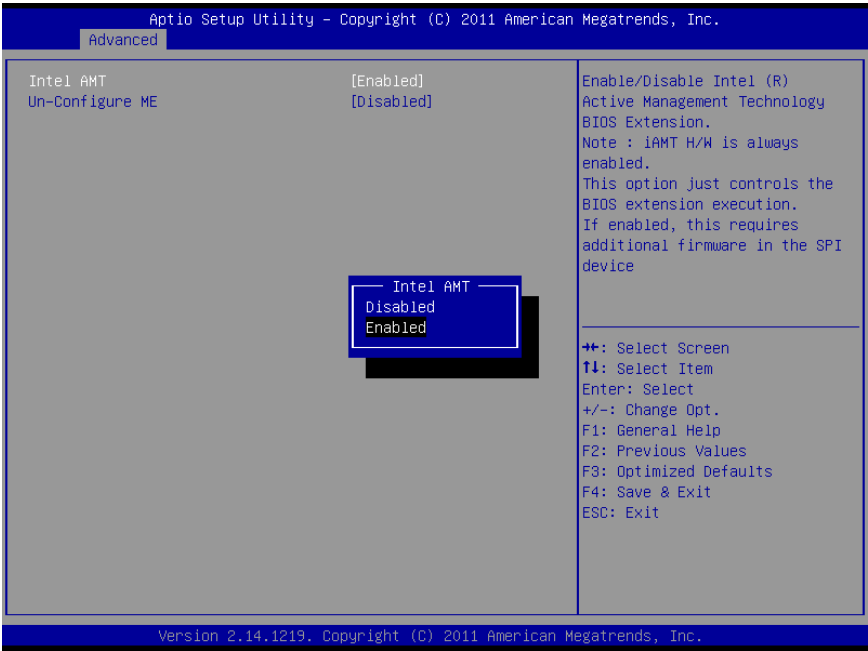 Aptio Setup Utility – Copyright (C) 2011 American Megatrends, Inc.
Advanced
Intel AMT [Enabled]
Un-Configure ME [Disabled]
Enable/Disable Intel (R)
Active Management Technology
BIOS Extension.
Note : iAMT H/W is always
enabled.
This option just controls the
BIOS extension execution.
If enabled, this requires
additional firmware in the SPI
device
Intel AMT
Disabled
Enabled
→←: Select Screen
↑↓: Select Item
Enter: Select
+/-: Change Opt.
F1: General Help
F2: Previous Values
F3: Optimized Defaults
F4: Save & Exit
ESC: Exit
Version 2.14.1219. Copyright (C) 2011 American Megatrends, Inc.